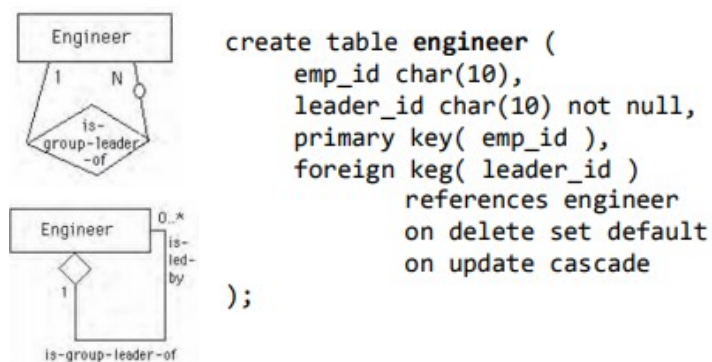 Engineer
1
N
is-
group-leader
-of
Engineer
0..*
is-
led-
by
1
is-group-leader-of
create table engineer (
emp_id char(10),
leader_id char(10) not null,
primary key( emp_id ),
foreign keg( leader_id )
references engineer
on delete set default
on update cascade
);